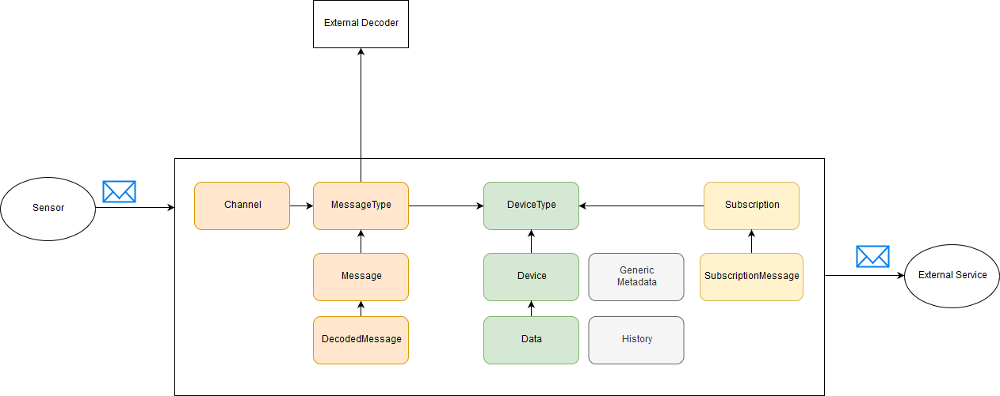 External Decoder
Sensor
Channel
MessageType
DeviceType
Subscription
Message
Device
Generic
Metadata
SubscriptionMessage
External Service
DecodedMessage
Data
History